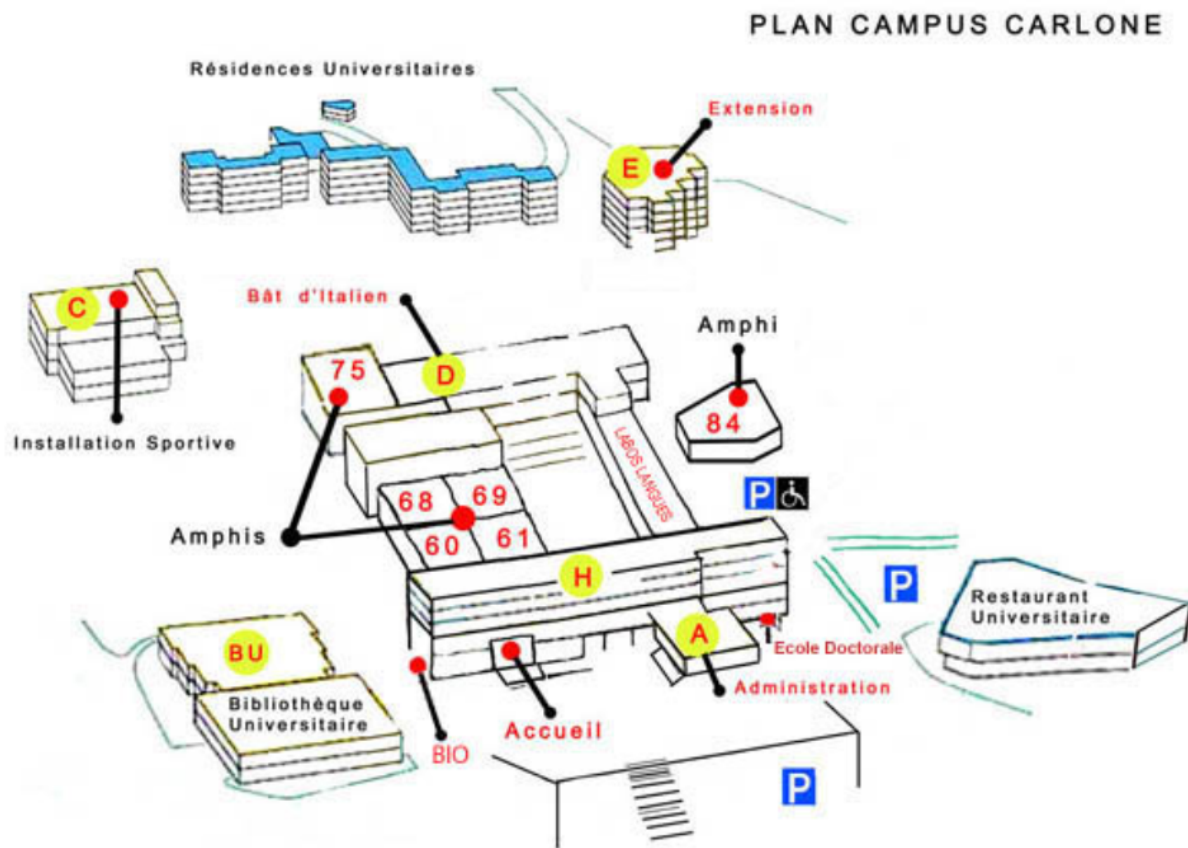 PLAN CAMPUS CARLONE
Résidences Universitaires
Extension
E
C
Bât d'Italien
Amphi
75
D
84
Installation Sportive
LABOS LANGUES
68
69
P
Amphis
60
61
H
P
Restaurant
Universitaire
BU
A
Ecole Doctorale
Bibliothèque
Universitaire
Administration
Accueil
BIO
P